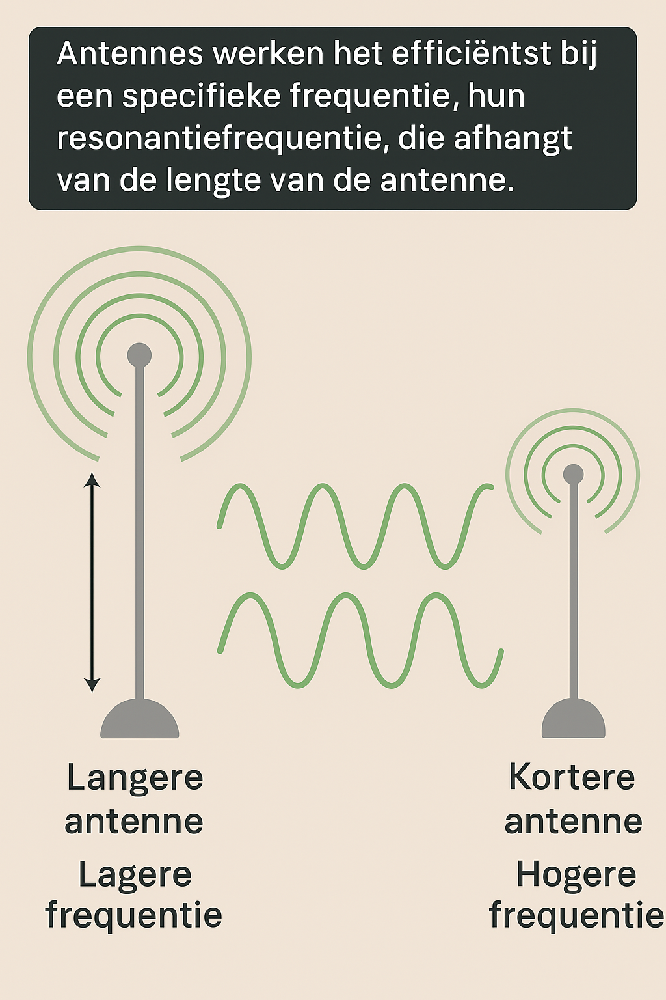 Antennes werken het efficiëntst bij
een specifieke frequentie, hun
resonantiefrequentie, die afhangt
van de lengte van de antenne.
Langere
antenne
Lagere
frequentie
Kortere
antenne
Hogere
frequentie